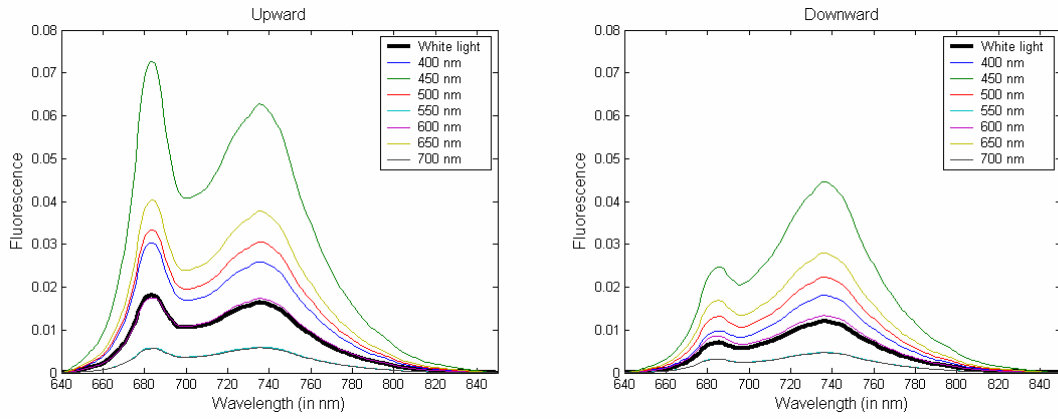 Upward
0.08
0.07
0.06
0.05
0.04
0.03
0.02
0.01
0
Fluorescence
640 660 680 700 720 740 760 780 800 820 840
Wavelength (in nm)
White light
400 nm
450 nm
500 nm
550 nm
600 nm
650 nm
700 nm
Downward
0.08
0.07
0.06
0.05
0.04
0.03
0.02
0.01
0
Fluorescence
640 660 680 700 720 740 760 780 800 820 840
Wavelength (in nm)
White light
400 nm
450 nm
500 nm
550 nm
600 nm
650 nm
700 nm